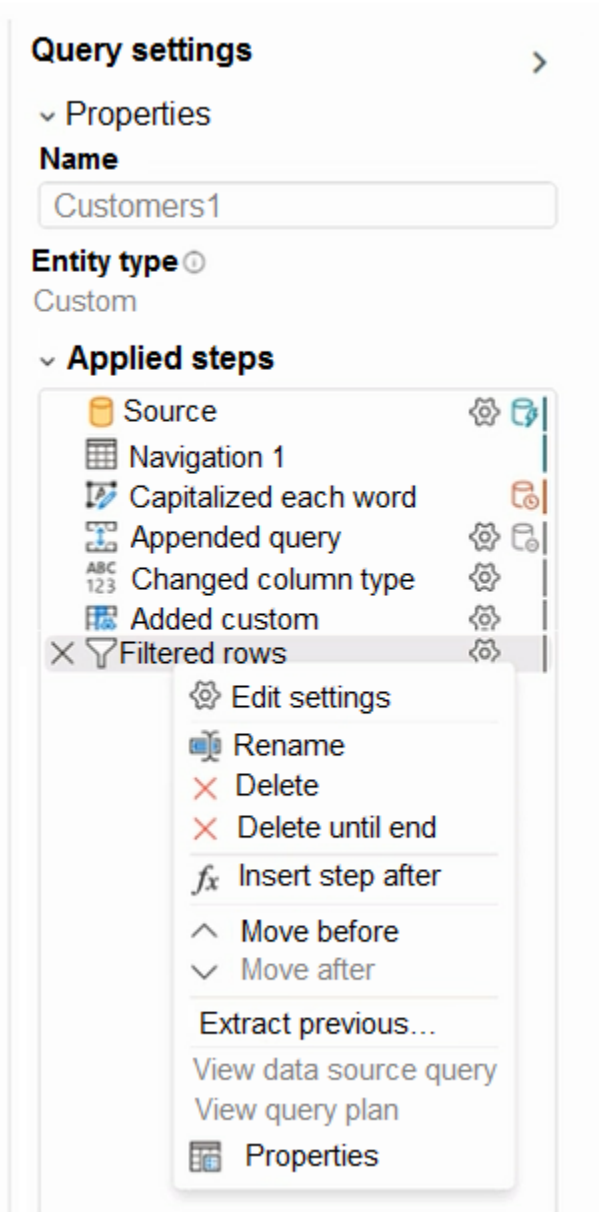 Query settings
Properties
Name
Customers1
Entity type
Custom
Applied steps
Source
Navigation 1
Capitalized each word
Appended query
ABC
123
Changed column type
Added custom
Filtered rows
Edit settings
Rename
Delete
Delete until end
fx Insert step after
Move before
Move after
Extract previous...
View data source query
View query plan
Properties